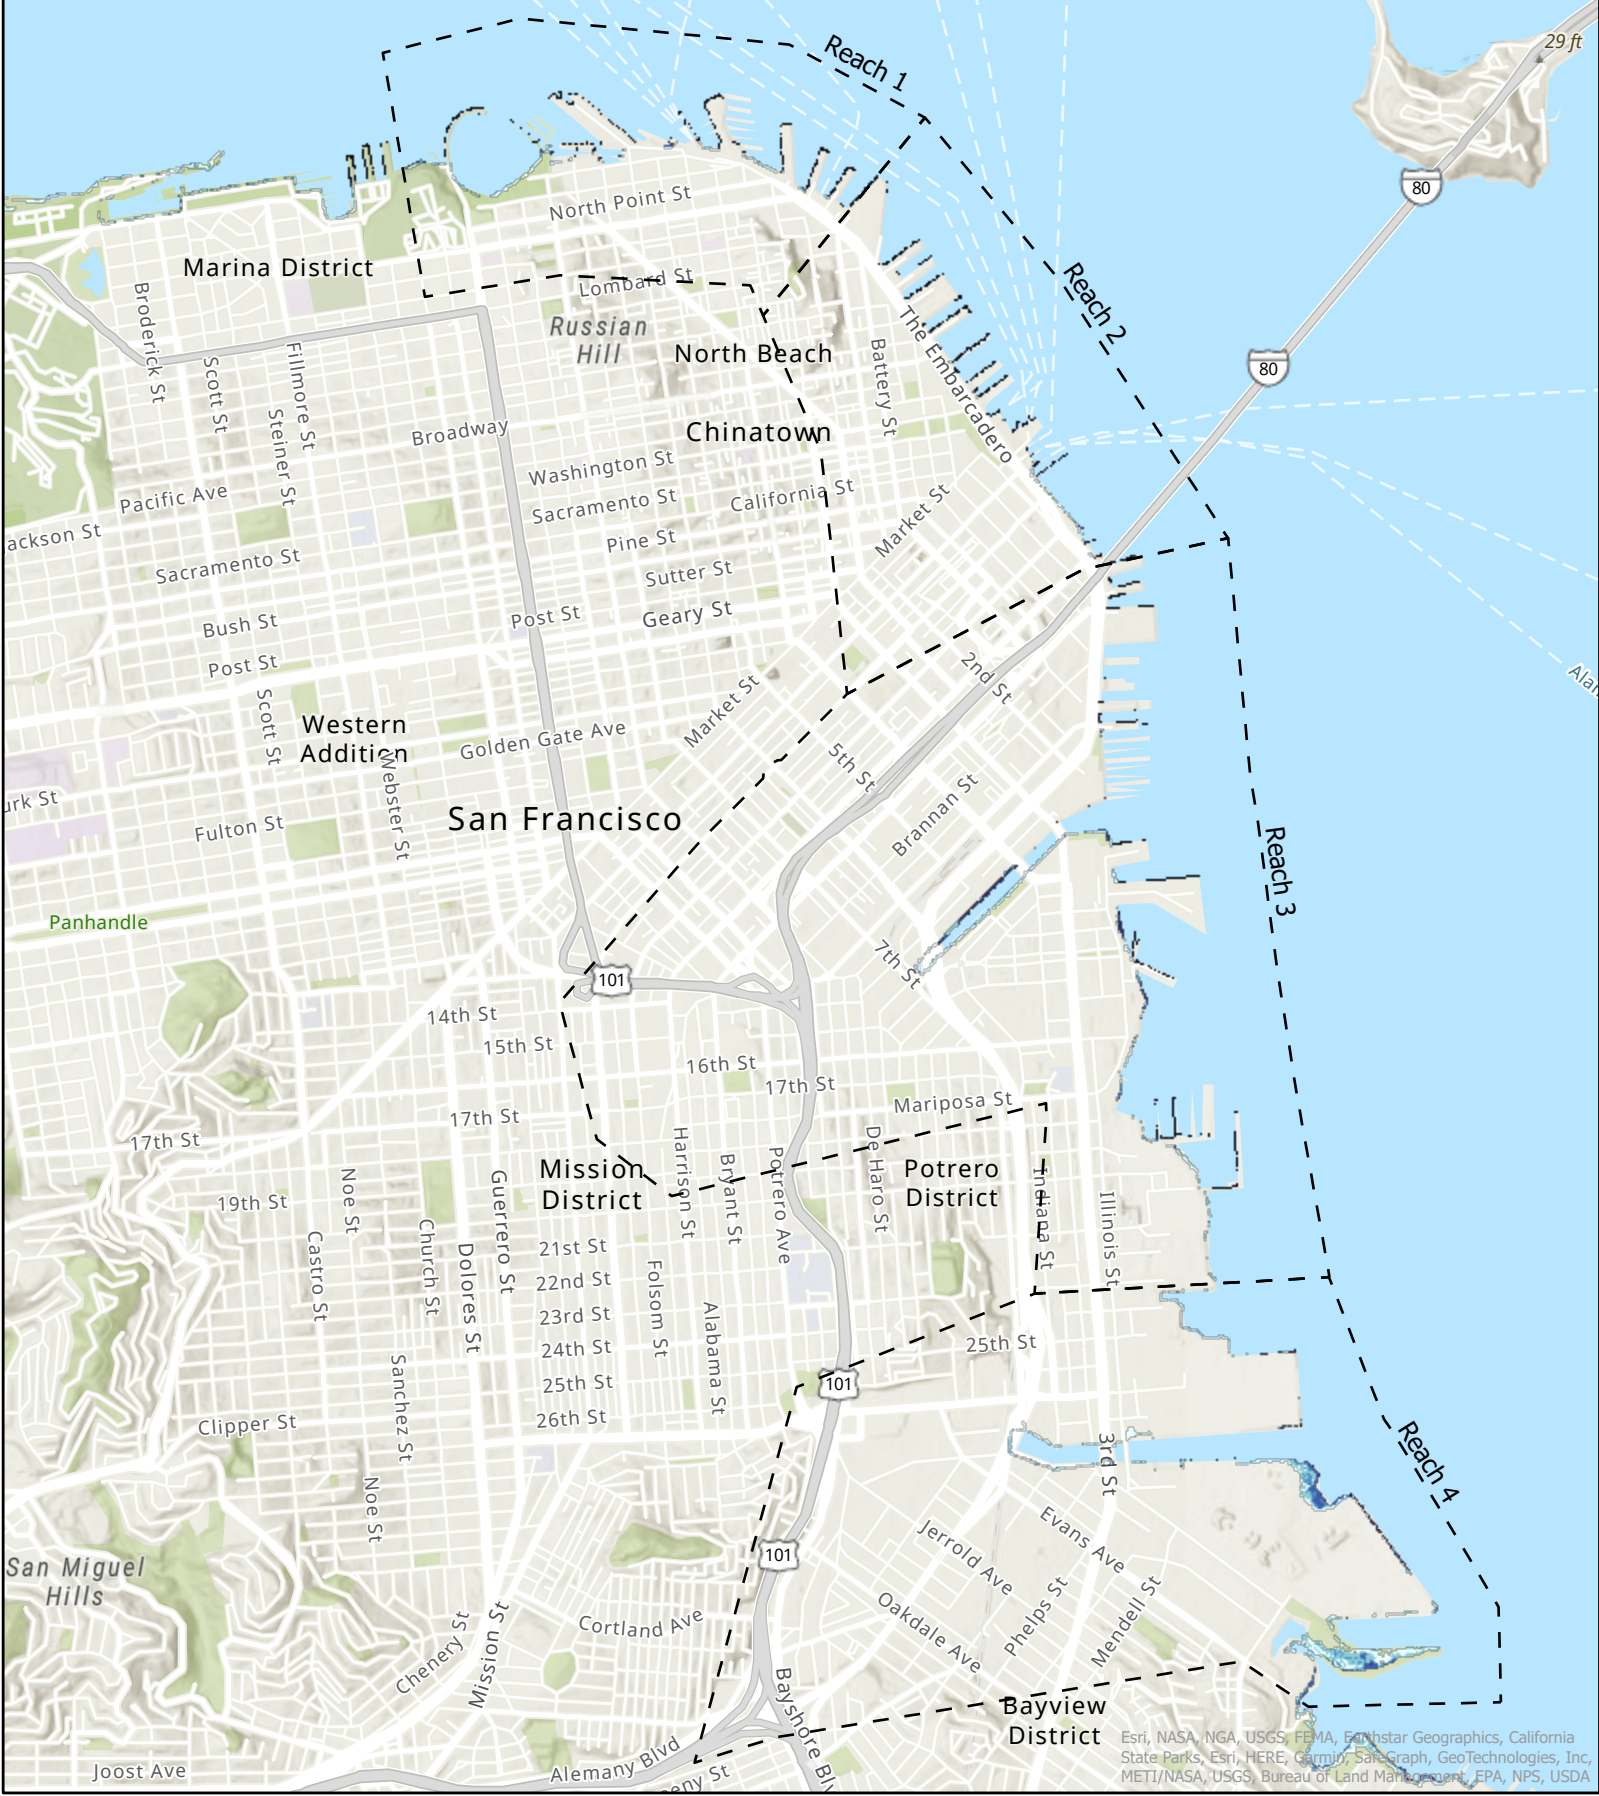 Reach 1
29 ft
80
North Point St
Marina District
Lombard St
Reach 2
Broderick St
Russian
Hill
The Embarcadero
North Beach
Battery St
80
Scott St
Fillmore St
Steiner St
Broadway
Chinatown
Washington St
Pacific Ave
Sacramento St
California St
Market St
ackson St
Pine St
Sacramento St
Sutter St
Geary St
Post St
Bush St
Post St
2nd St
Alan
Scott St
Market St
Western
Addition
Golden Gate Ave
5th St
Webster St
Brannan St
urk St
San Francisco
Fulton St
Reach 3
Panhandle
7th St
101
14th St
15th St
16th St
17th St
Mariposa St
17th St
17th St
De Haro St
Harrison St
Bryant St
Potrero Ave
Mission
District
Potrero
District
Indiana St
Noe St
Guerrero St
Illinois St
19th St
Castro St
Church St
Dolores St
21st St
22nd St
Folsom St
23rd St
Alabama St
24th St
25th St
Sanchez St
25th St
101
26th St
Clipper St
3rd St
Reach 4
Noe St
Evans Ave
Jerrold Ave
101
San Miguel
Hills
Phelps St
Mendell St
Oakdale Ave
Cortland Ave
Chenery St
Mission St
Bayshore Blv
Bayview
District
Alemany Blvd
Joost Ave
eny St
Esri, NASA, NGA, USGS, FEMA, Earthstar Geographics, California
State Parks, Esri, HERE, Garmin, SafeGraph, GeoTechnologies, Inc,
METI/NASA, USGS, Bureau of Land Management, EPA, NPS, USDA